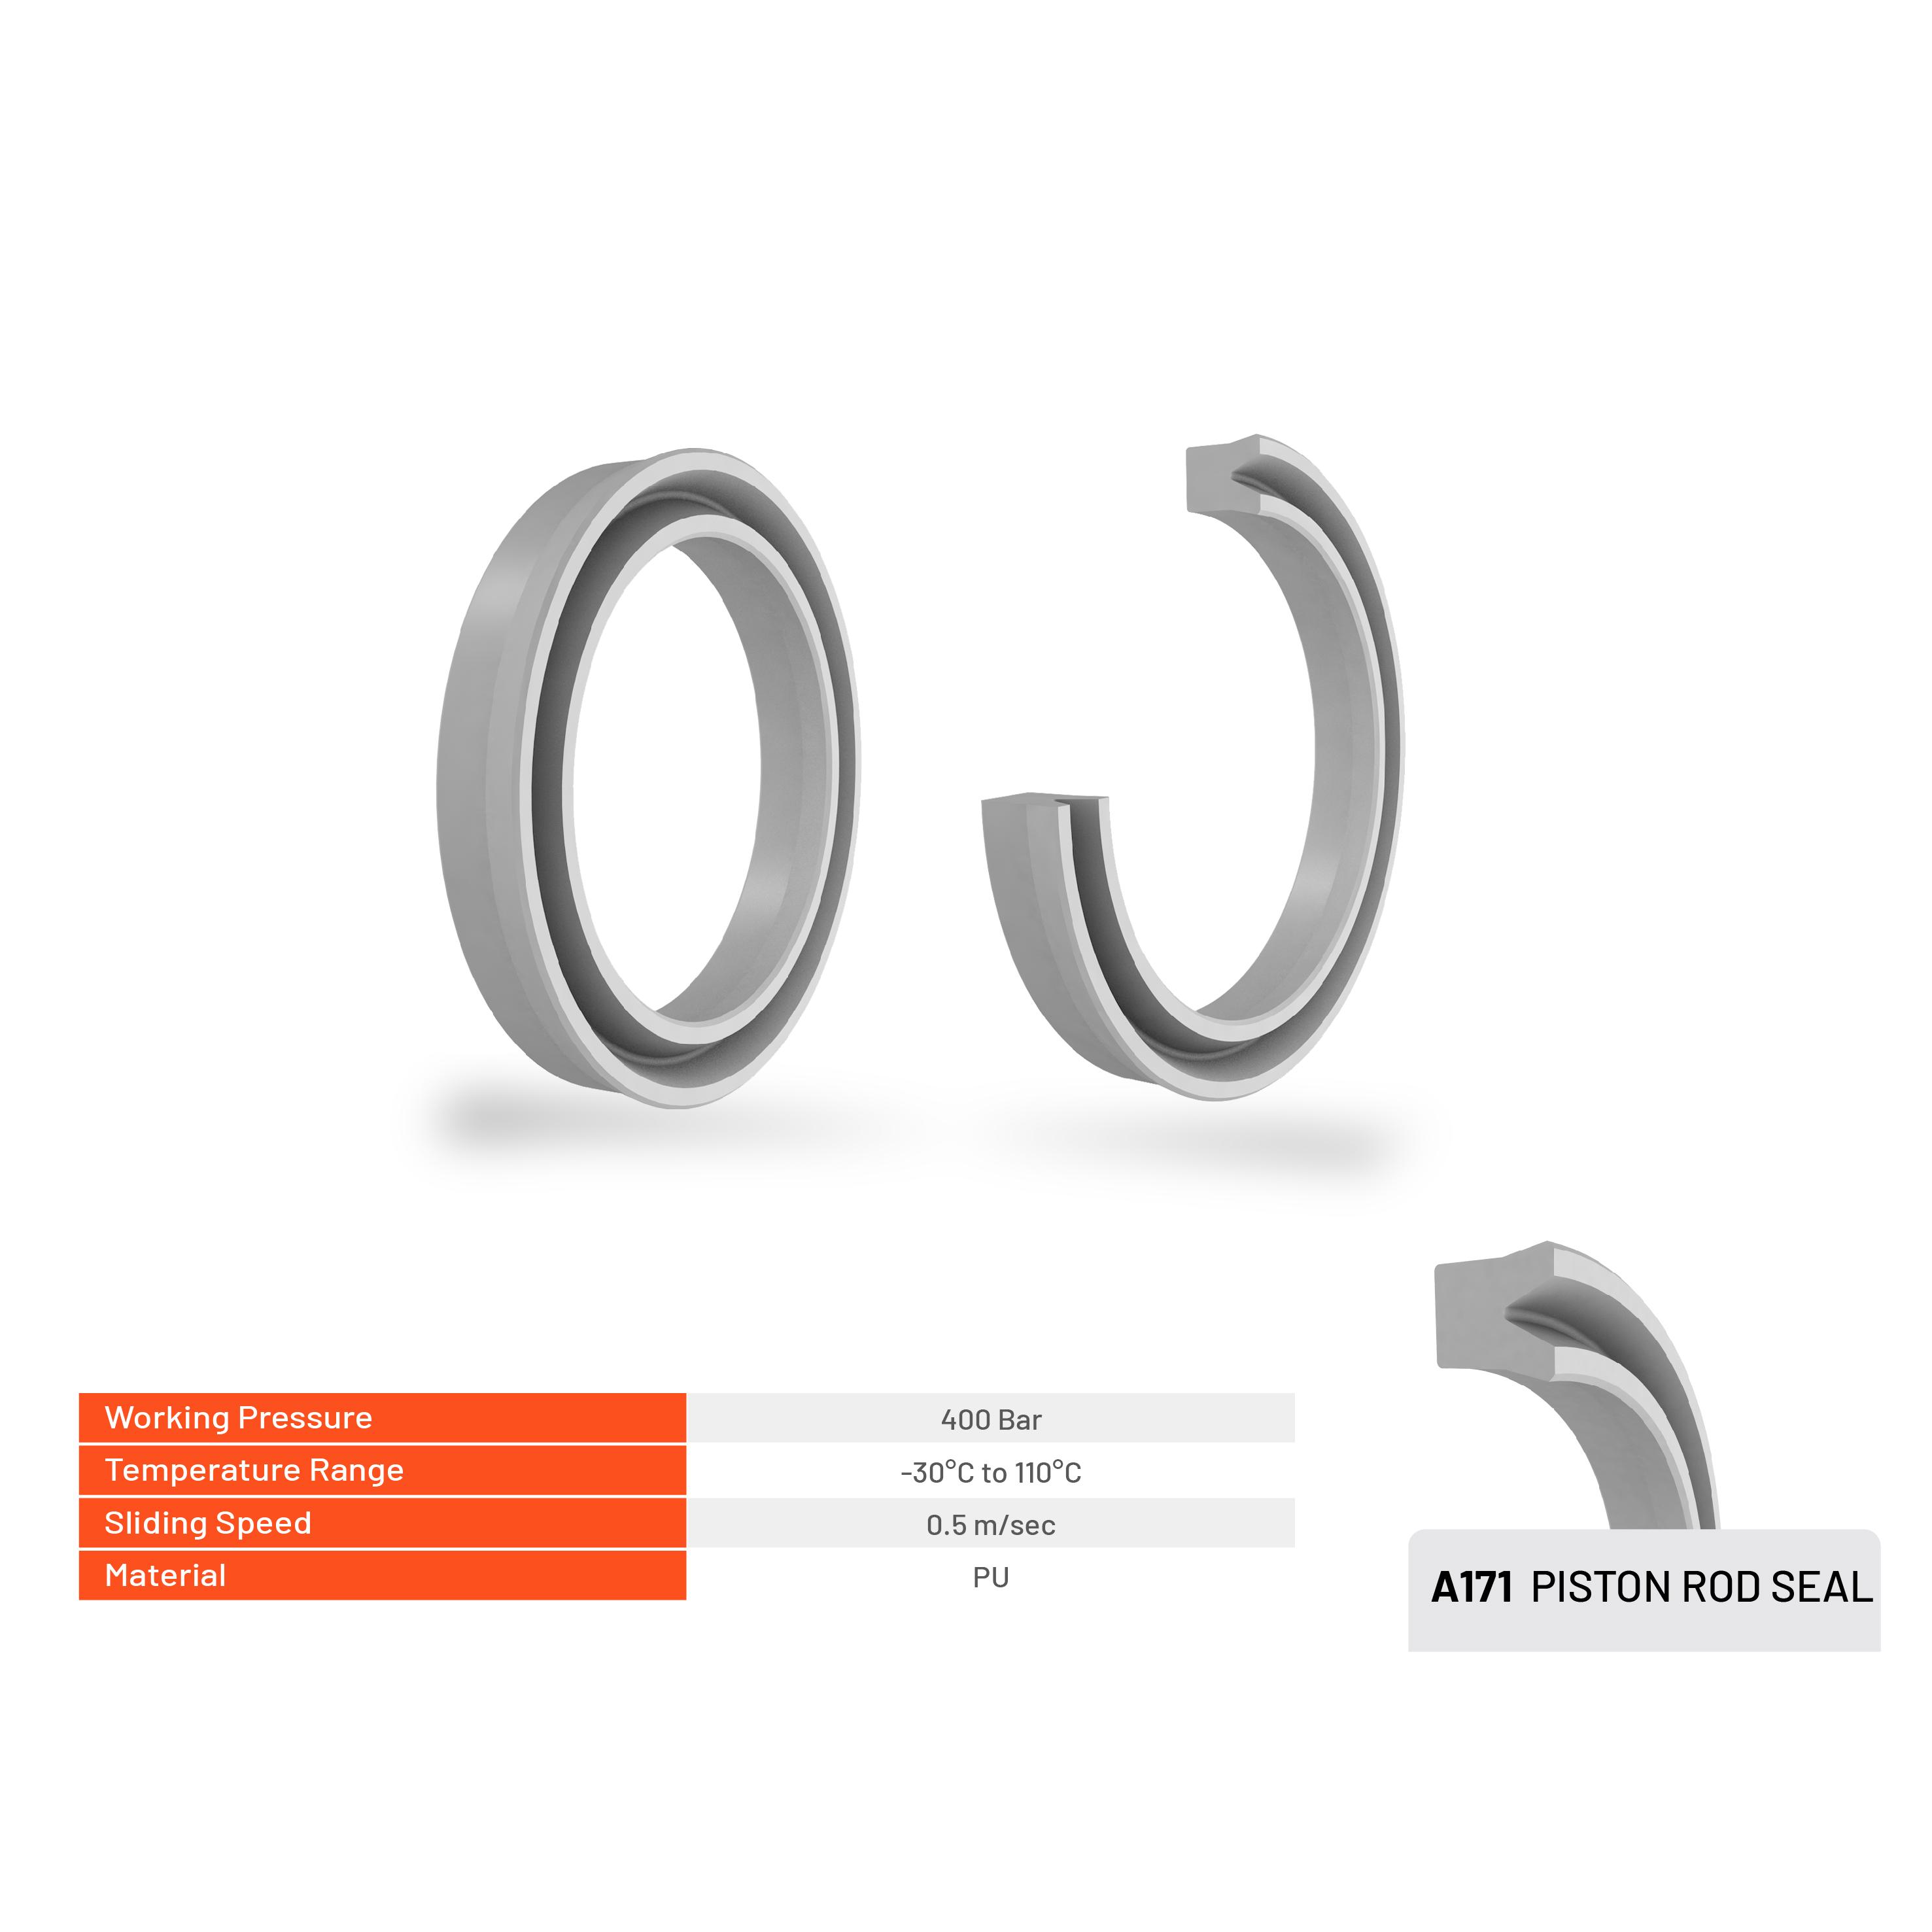 Working Pressure 400 Bar
Temperature Range -30°C to 110°C
Sliding Speed 0.5 m/sec
Material PU
A171 PISTON ROD SEAL